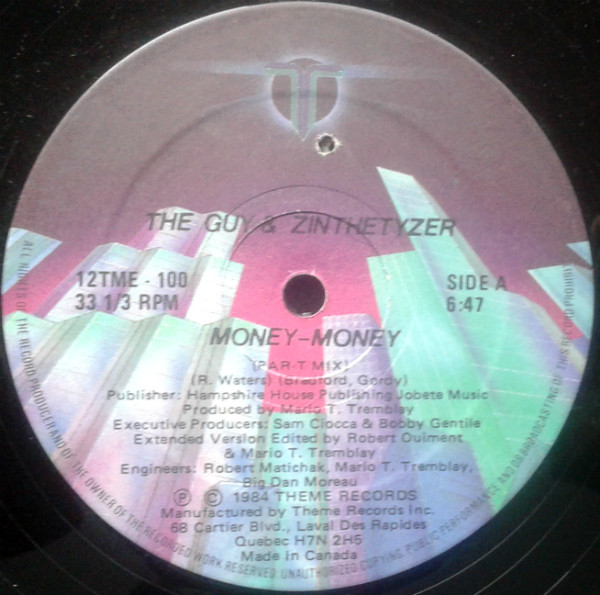 THE GUY & ZINTHETYZER
12TME - 100
33 1/3 RPM
SIDE A
6:47
MONEY-MONEY
(PAR-T MIX)
(R. Waters) (Bradford, Gordy)
Publisher: Hampshire House Publishing Jobete Music
Produced by Mario T. Tremblay
Executive Producers: Sam Ciocca & Bobby Gentile
Extended Version Edited by Robert Ouiment
& Mario T. Tremblay
Engineers: Robert Matichak, Mario T. Tremblay,
Big Dan Moreau
Ⓟ © 1984 THEME RECORDS
Manufactured by Theme Records Inc.
68 Cartier Blvd., Laval Des Rapides
Quebec H7N 2H5
Made In Canada
ALL RIGHTS OF THE RECORD PRODUCER AND OF THE OWNER OF THE RECORDED WORK RESERVED. UNAUTHORIZED COPYING PUBLIC PERFORMANCE AND OR BROADCASTING OF THIS RECORD PROHIBI